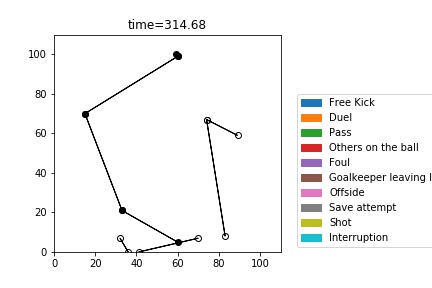 time=314.68
100
80
60
40
20
0
0 20 40 60 80 100
Free Kick
Duel
Pass
Others on the ball
Foul
Goalkeeper leaving l
Offside
Save attempt
Shot
Interruption